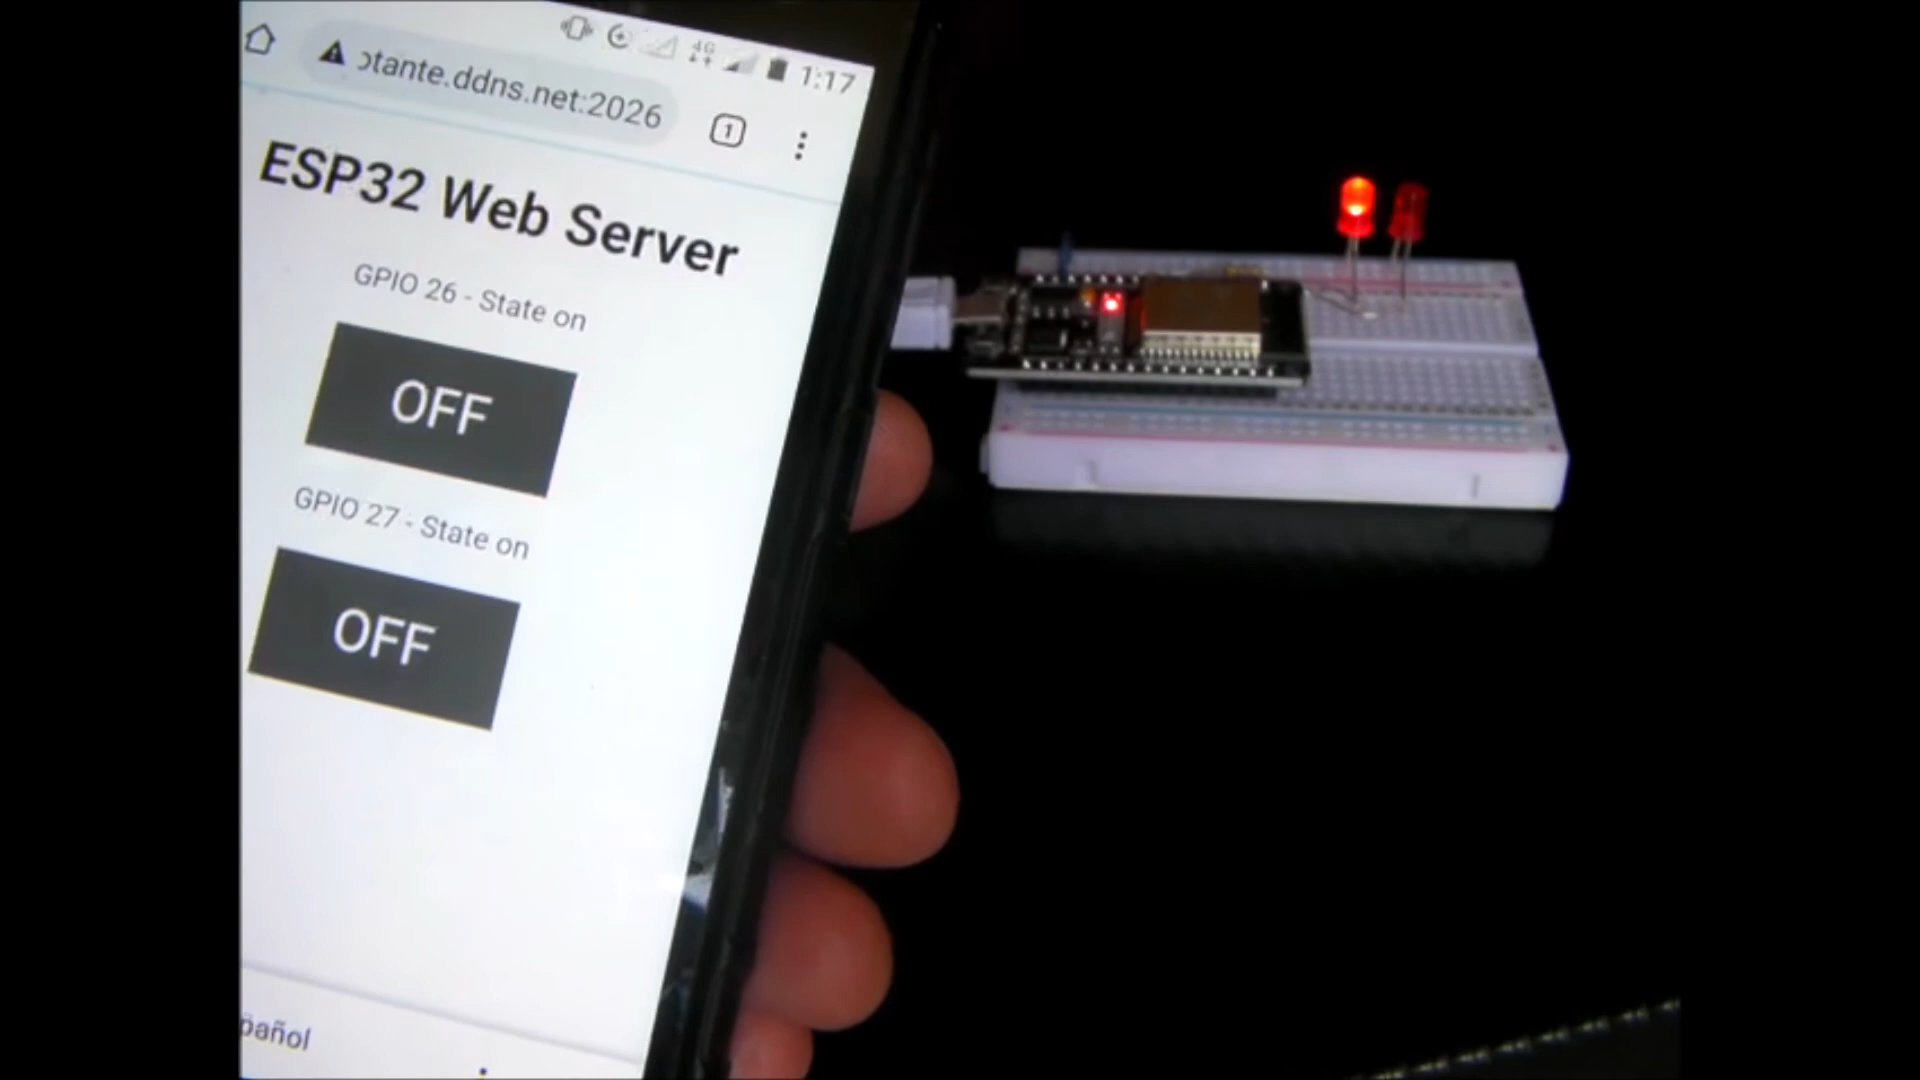 4G 1:17
otante.ddns.net:2026
1
ESP32 Web Server
GPIO 26 - State on
OFF
GPIO 27 - State on
OFF
pañol